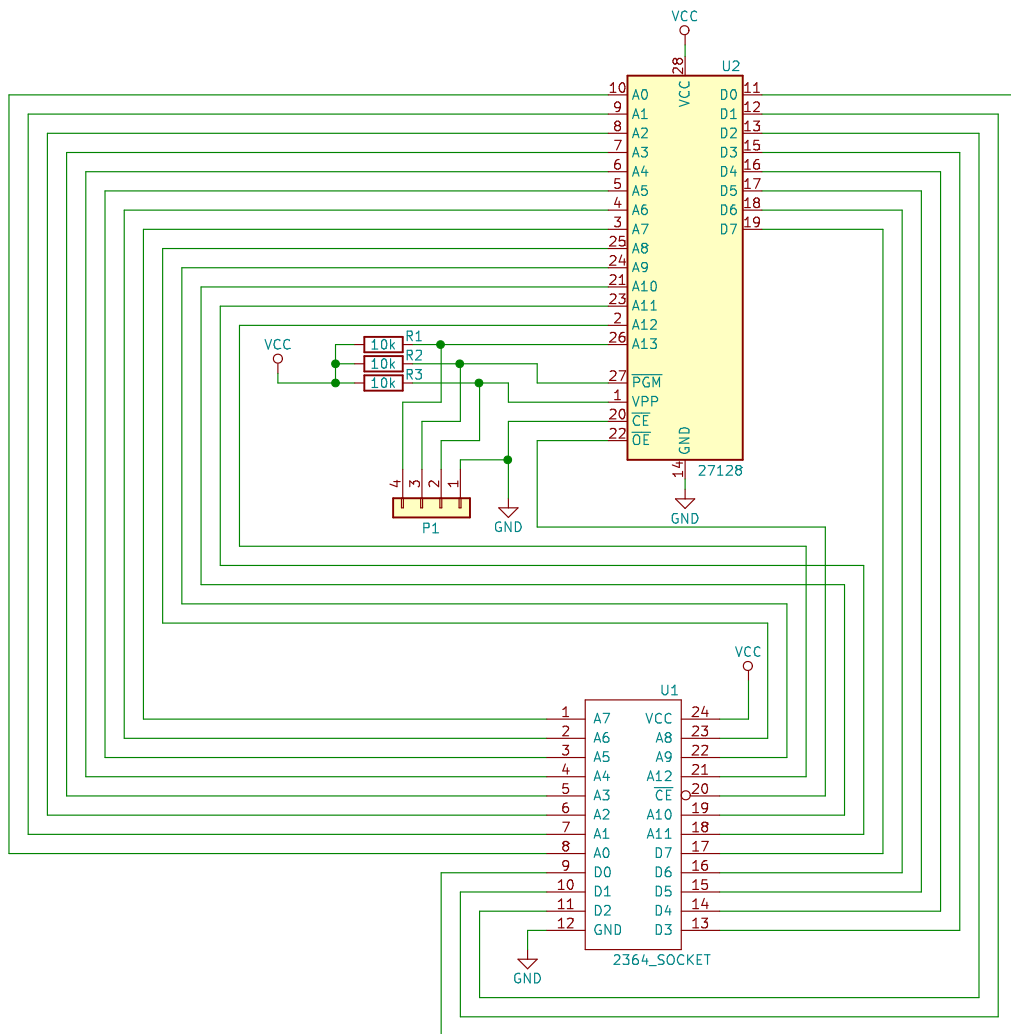 VCC
28 U2
10 A0 VCC D0 11
9 A1 D1 12
8 A2 D2 13
7 A3 D3 15
6 A4 D4 16
5 A5 D5 17
4 A6 D6 18
3 A7 D7 19
25 A8
24 A9
21 A10
23 A11
2 A12
26 A13
27 PGM
1 VPP
20 CE
22 OE
GND
14 27128
GND
VCC
10k R1
10k R2
10k R3
4 3 2 1
P1
GND
VCC
U1
1 A7 VCC 24
2 A6 A8 23
3 A5 A9 22
4 A4 A12 21
5 A3 CE 20
6 A2 A10 19
7 A1 A11 18
8 A0 D7 17
9 D0 D6 16
10 D1 D5 15
11 D2 D4 14
12 GND D3 13
2364_SOCKET
GND